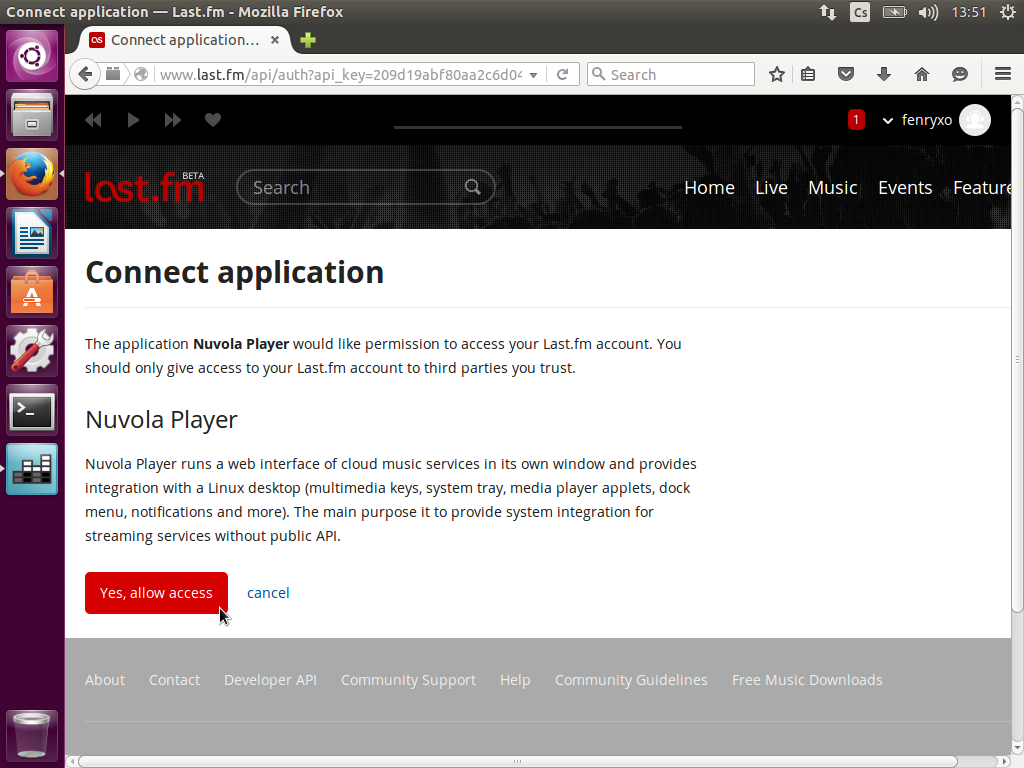 Connect application — Last.fm - Mozilla Firefox
Cs
13:51
Connect application…
www.last.fm/api/auth?api_key=209d19abf80aa2c6d04
Search
1
fenryxo
last.fm
BETA
Search
Home
Live
Music
Events
Feature
Connect application
The application Nuvola Player would like permission to access your Last.fm account. You
should only give access to your Last.fm account to third parties you trust.
Nuvola Player
Nuvola Player runs a web interface of cloud music services in its own window and provides
integration with a Linux desktop (multimedia keys, system tray, media player applets, dock
menu, notifications and more). The main purpose it to provide system integration for
streaming services without public API.
Yes, allow access
cancel
About
Contact
Developer API
Community Support
Help
Community Guidelines
Free Music Downloads